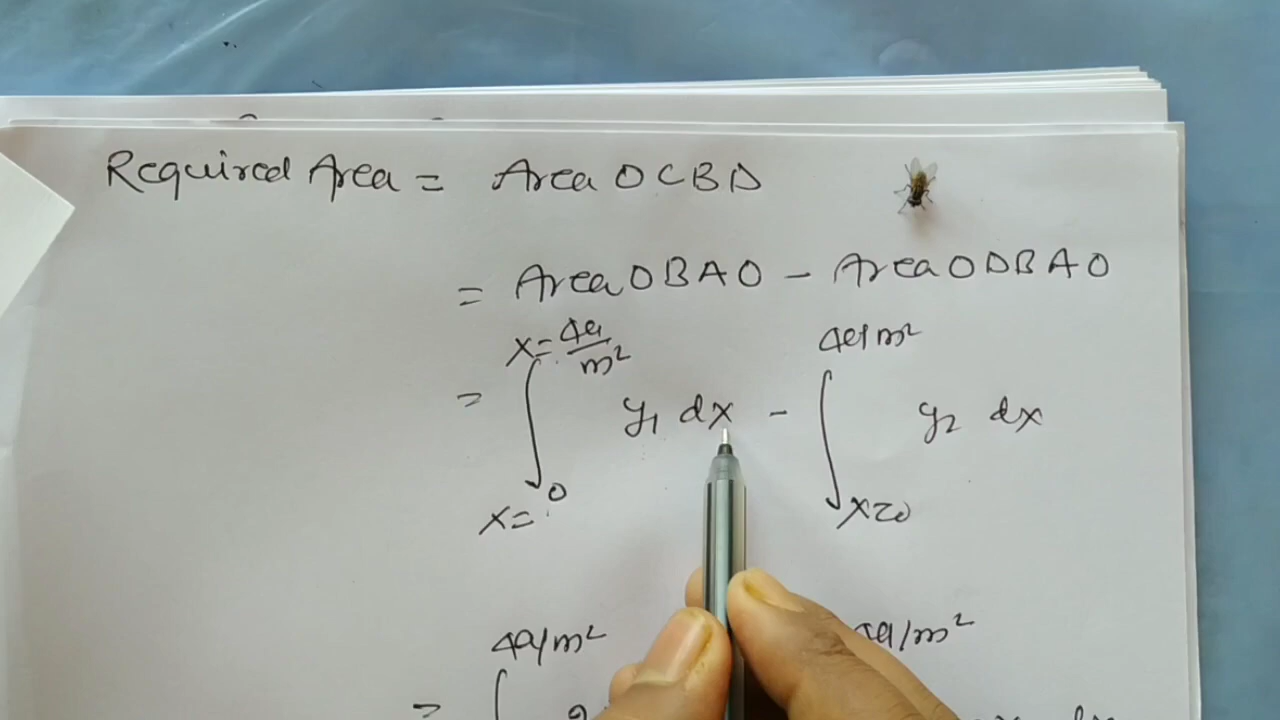 Required Area = Area OCBD
= Area OBAO - Area ODBAO
= ∫_{x=0}^{x=4a/m²} y₁ dx - ∫_{x=0}^{4a/m²} y₂ dx
= ∫^{4a/m²} 4a/m² dx